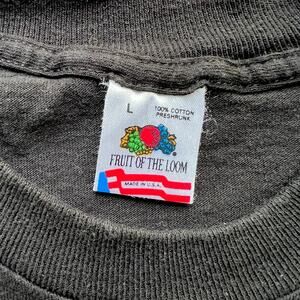 L
100% COTTON
PRESHRUNK
FRUIT OF THE LOOM®
MADE IN U.S.A.